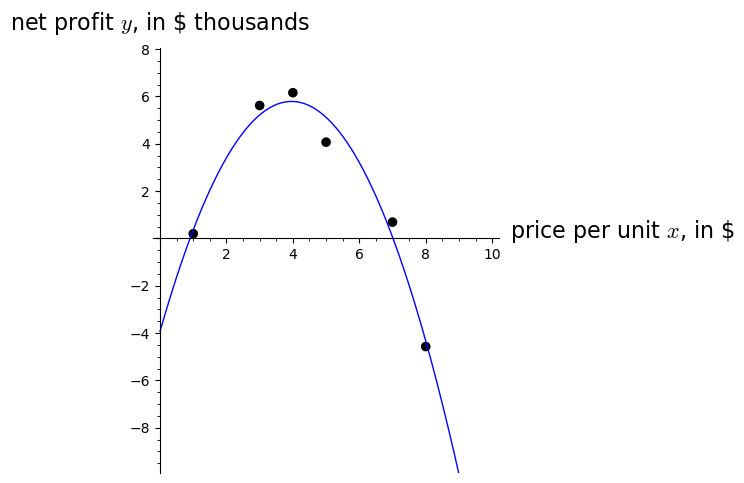 net profit y, in $ thousands
8
6
4
2
price per unit x, in $
2 4 6 8 10
−2
−4
−6
−8